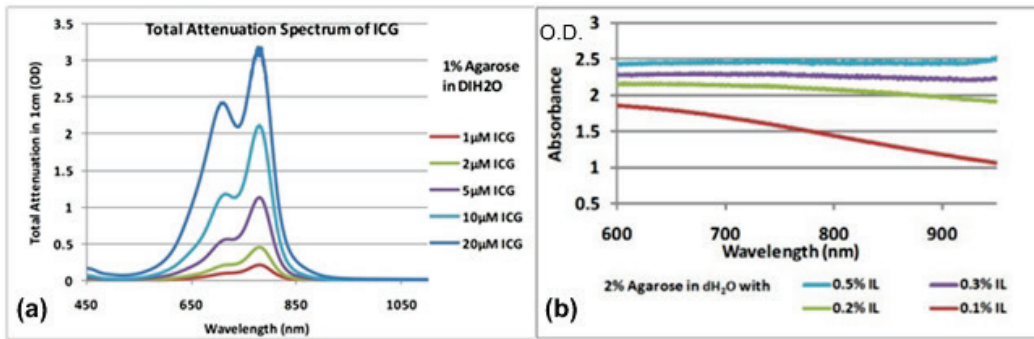 Total Attenuation Spectrum of ICG
Total Attenuation in 1cm (OD)
3.5
3
2.5
2
1.5
1
0.5
0
450
650
850
1050
Wavelength (nm)
1% Agarose
in DIH2O
1μM ICG
2μM ICG
5μM ICG
10μM ICG
20μM ICG
(a)
O.D.
Absorbance
3
2.5
2
1.5
1
0.5
600
700
800
900
Wavelength (nm)
2% Agarose in dH₂O with
0.5% IL
0.3% IL
0.2% IL
0.1% IL
(b)